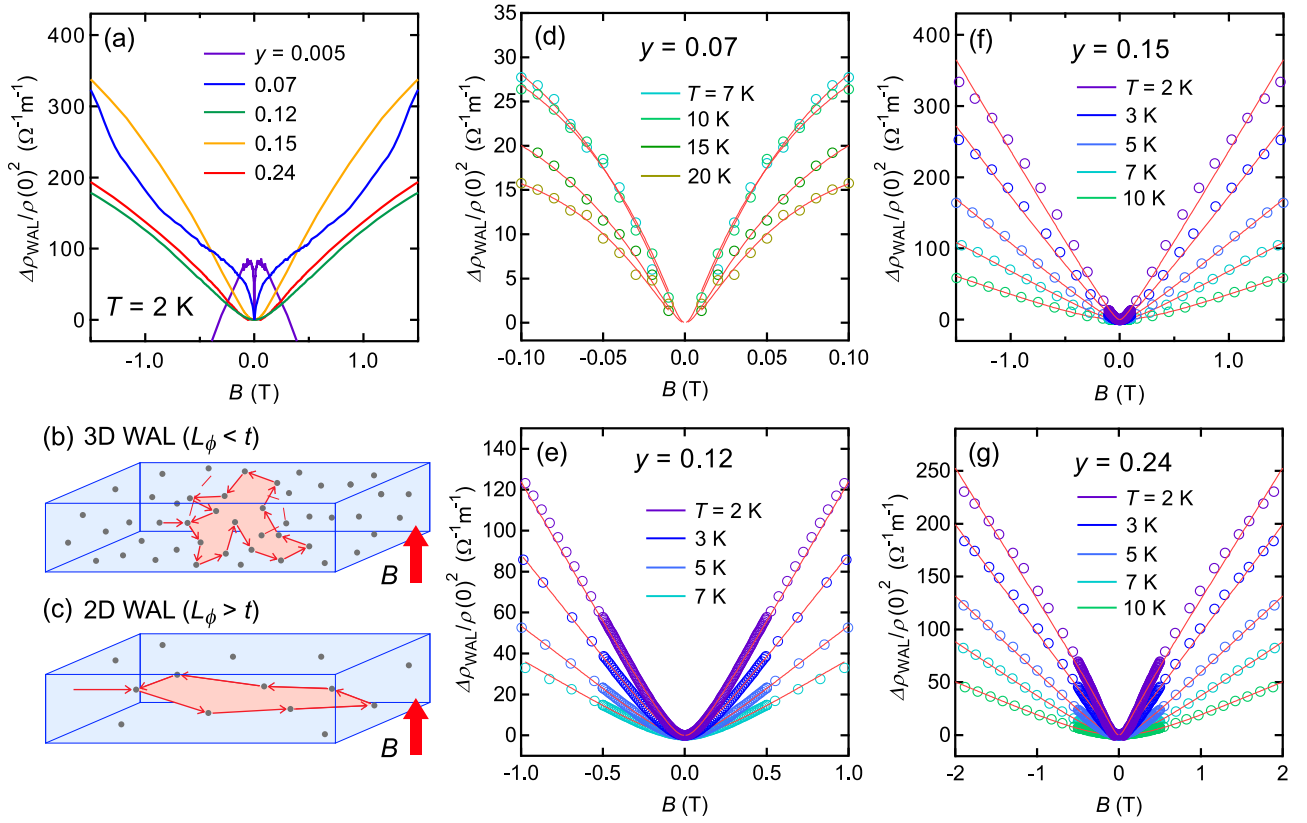 (a)
y = 0.005
0.07
0.12
0.15
0.24
T = 2 K
400
300
200
100
0
Δρ_WAL/ρ(0)² (Ω⁻¹m⁻¹)
-1.0
0.0
1.0
B (T)
(b) 3D WAL (L_ϕ < t)
B
(c) 2D WAL (L_ϕ > t)
B
(d)
y = 0.07
T = 7 K
10 K
15 K
20 K
35
30
25
20
15
10
5
0
Δρ_WAL/ρ(0)² (Ω⁻¹m⁻¹)
-0.10
-0.05
0.0
0.05
0.10
B (T)
(e)
y = 0.12
T = 2 K
3 K
5 K
7 K
140
120
100
80
60
40
20
0
Δρ_WAL/ρ(0)² (Ω⁻¹m⁻¹)
-1.0
-0.5
0.0
0.5
1.0
B (T)
(f)
y = 0.15
T = 2 K
3 K
5 K
7 K
10 K
400
300
200
100
0
Δρ_WAL/ρ(0)² (Ω⁻¹m⁻¹)
-1.0
0.0
1.0
B (T)
(g)
y = 0.24
T = 2 K
3 K
5 K
7 K
10 K
250
200
150
100
50
0
Δρ_WAL/ρ(0)² (Ω⁻¹m⁻¹)
-2
-1
0
1
2
B (T)